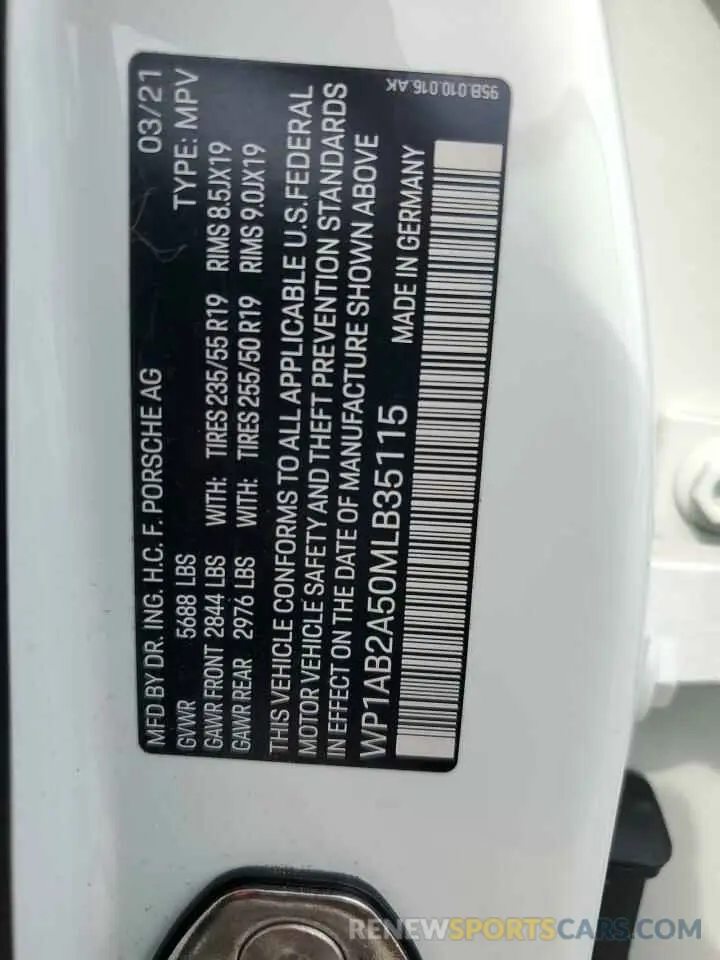 MFD BY DR. ING. H.C. F. PORSCHE AG 03/21
GVWR 5688 LBS TYPE: MPV
GAWR FRONT 2844 LBS WITH: TIRES 235/55 R19 RIMS 8.5JX19
GAWR REAR 2976 LBS WITH: TIRES 255/50 R19 RIMS 9.0JX19
THIS VEHICLE CONFORMS TO ALL APPLICABLE U.S. FEDERAL
MOTOR VEHICLE SAFETY AND THEFT PREVENTION STANDARDS
IN EFFECT ON THE DATE OF MANUFACTURE SHOWN ABOVE
WP1AB2A50MLB35115 MADE IN GERMANY
95B.010.016.AK
RENEWSPORTSCARS.COM